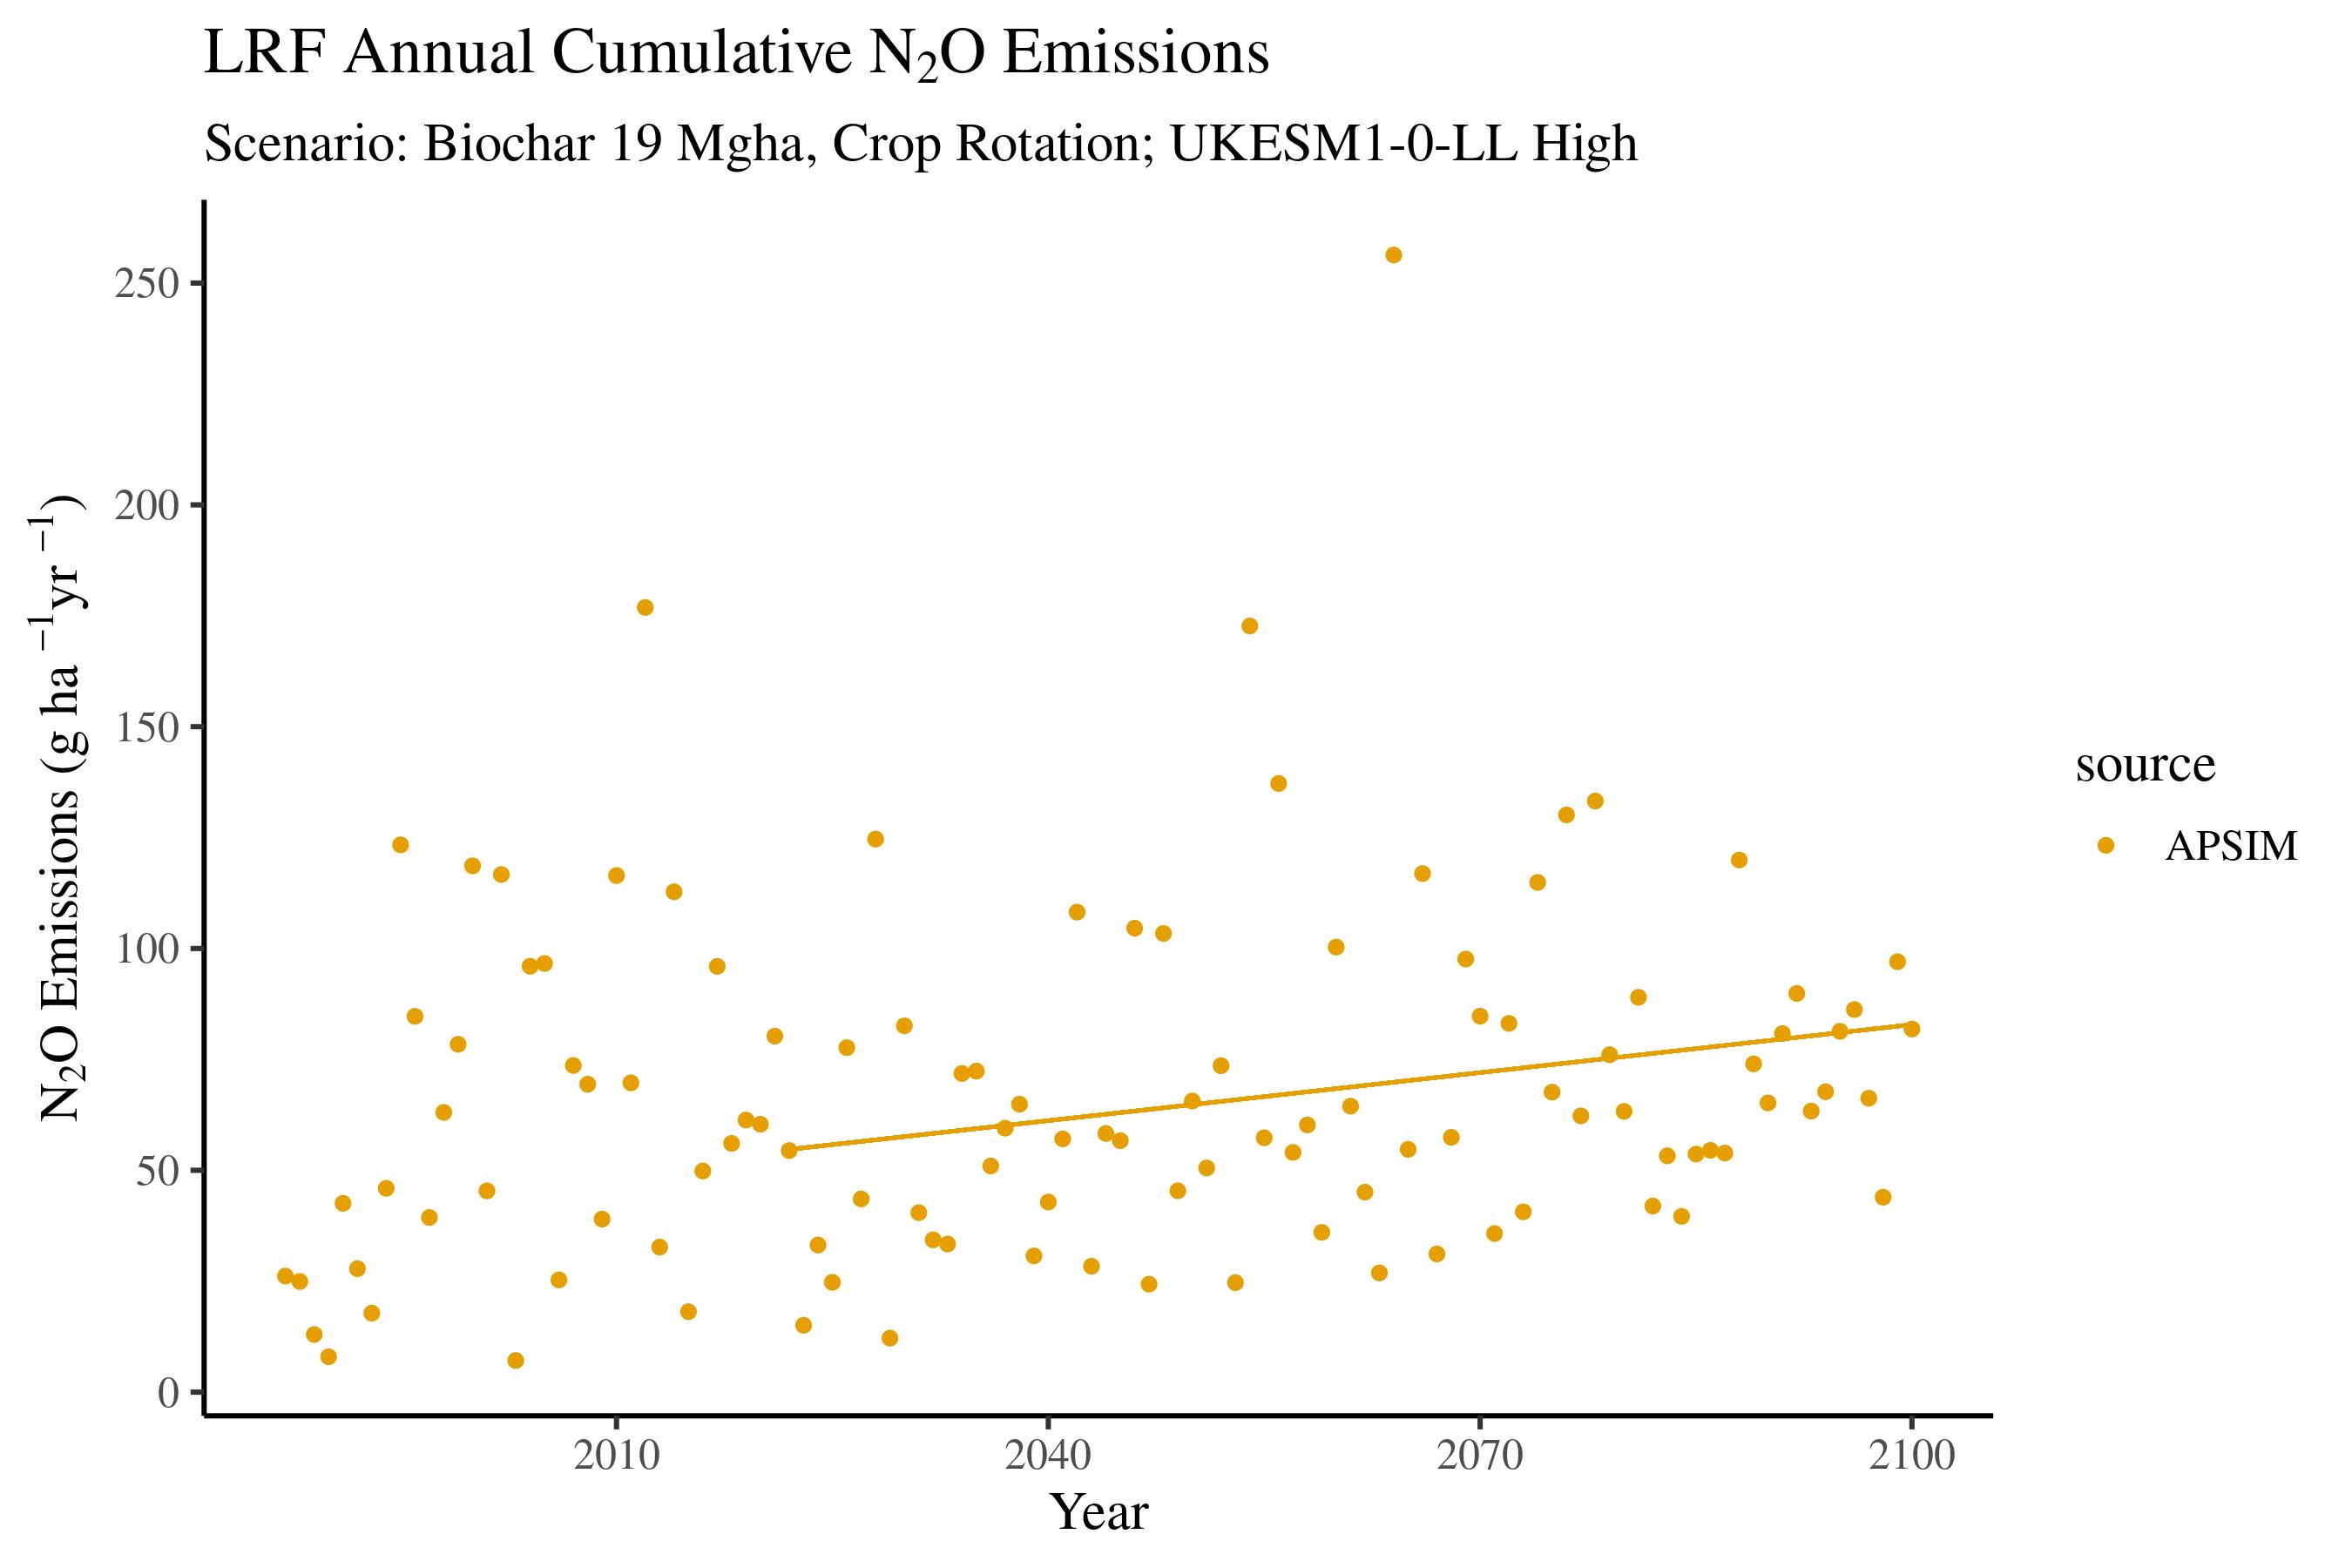 LRF Annual Cumulative N₂O Emissions
Scenario: Biochar 19 Mgha, Crop Rotation; UKESM1-0-LL High
N₂O Emissions (g ha ⁻¹yr ⁻¹)
250
200
150
100
50
0
2010 2040 2070 2100
Year
source
APSIM